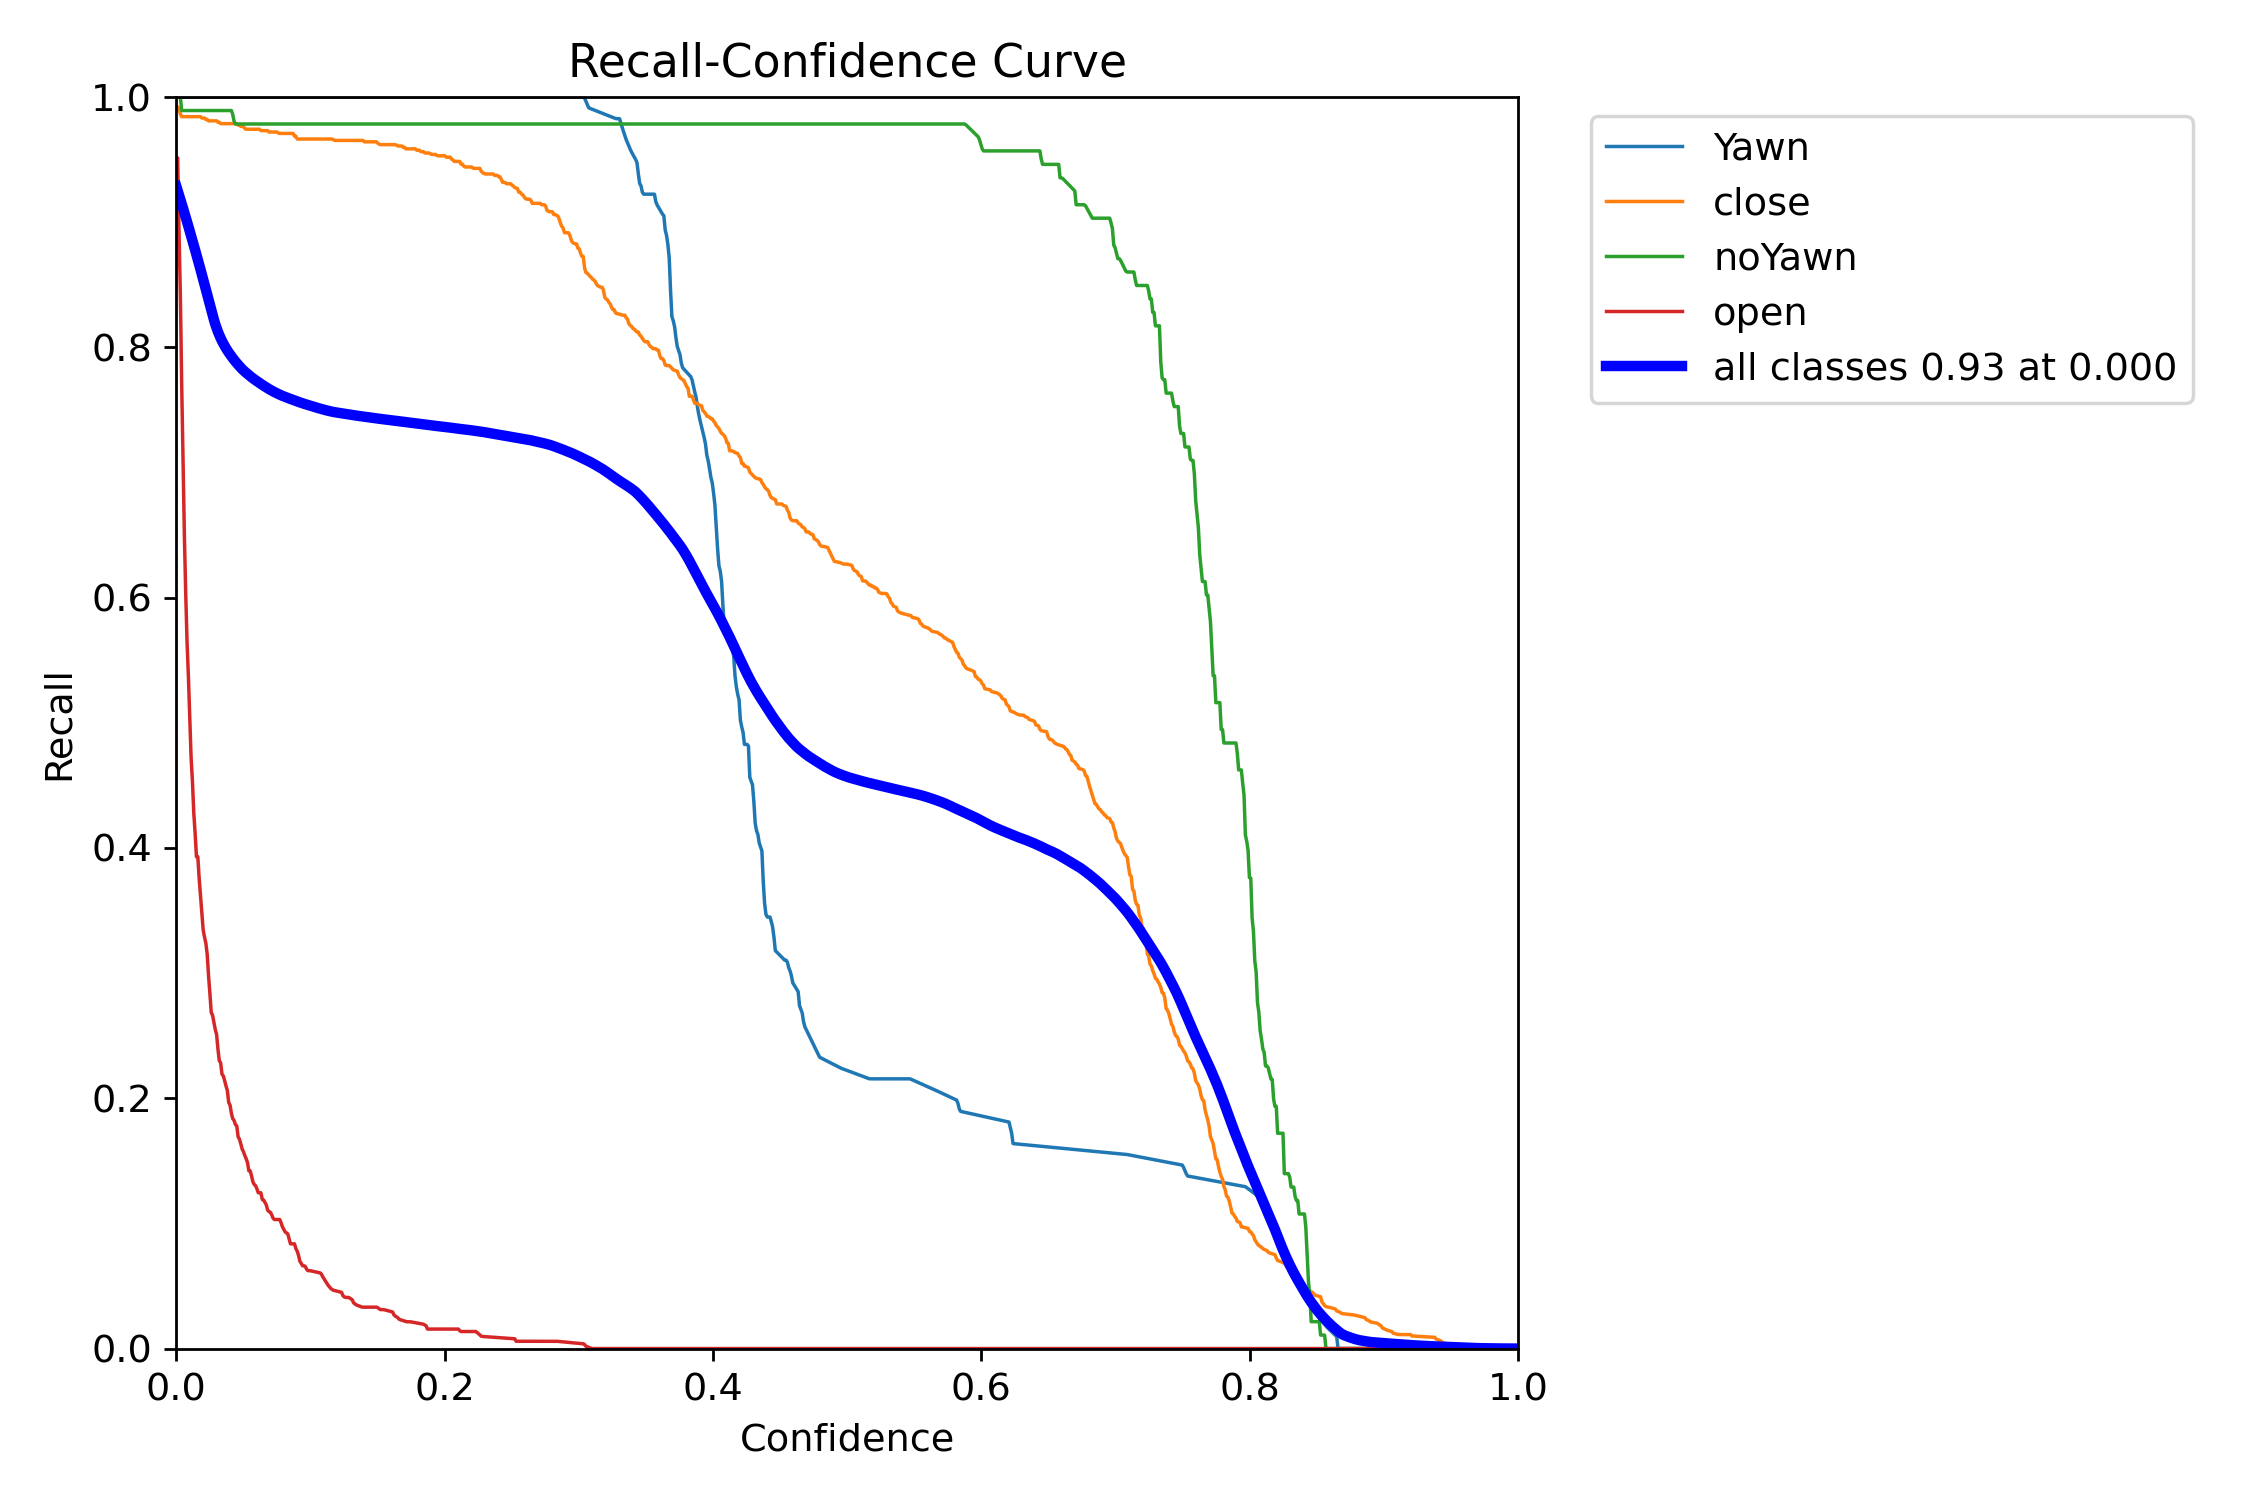 Recall-Confidence Curve
1.0
0.8
0.6
0.4
0.2
0.0
Recall
0.0 0.2 0.4 0.6 0.8 1.0
Confidence
Yawn
close
noYawn
open
all classes 0.93 at 0.000